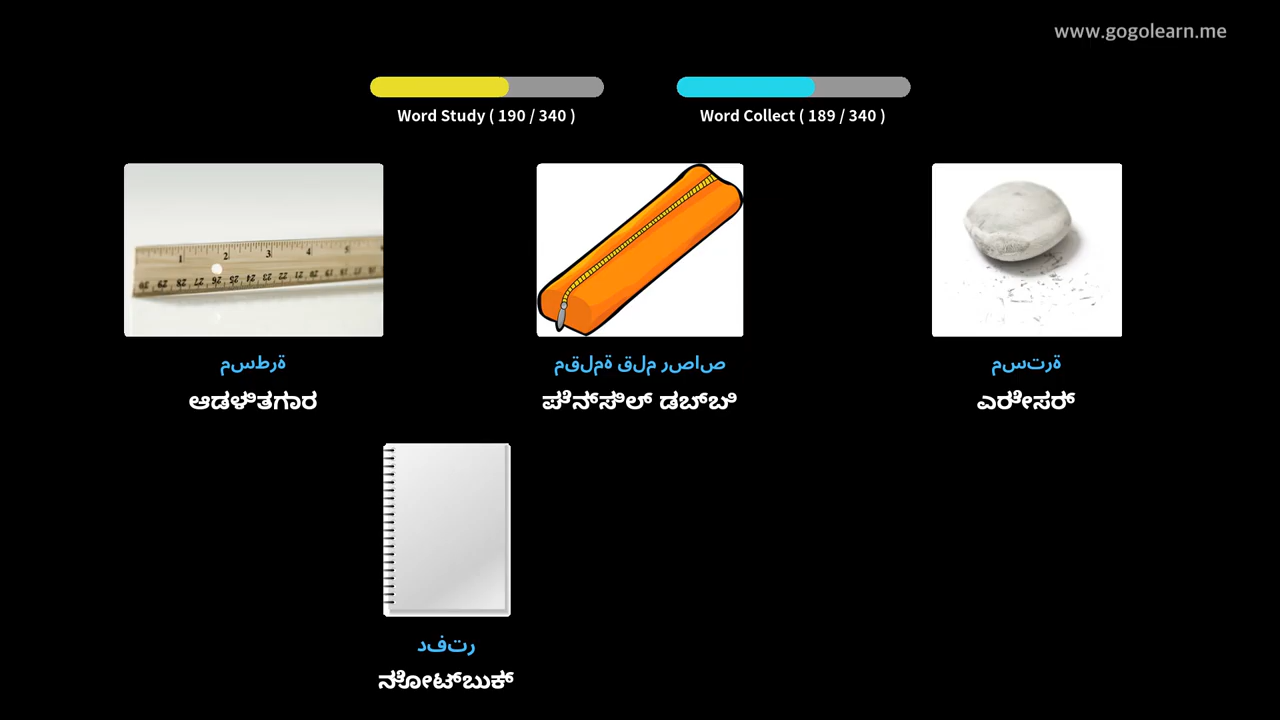 www.gogolearn.me
Word Study ( 190 / 340 )
Word Collect ( 189 / 340 )
مسطرة
ಆಡಳಿತಗಾರ
مقلمة قلم رصاص
ಪೆನ್ಸಿಲ್ ಡಬ್ಬಿ
مسترة
ಎರೇಸರ್
دفتر
ನೋಟ್‌ಬುಕ್